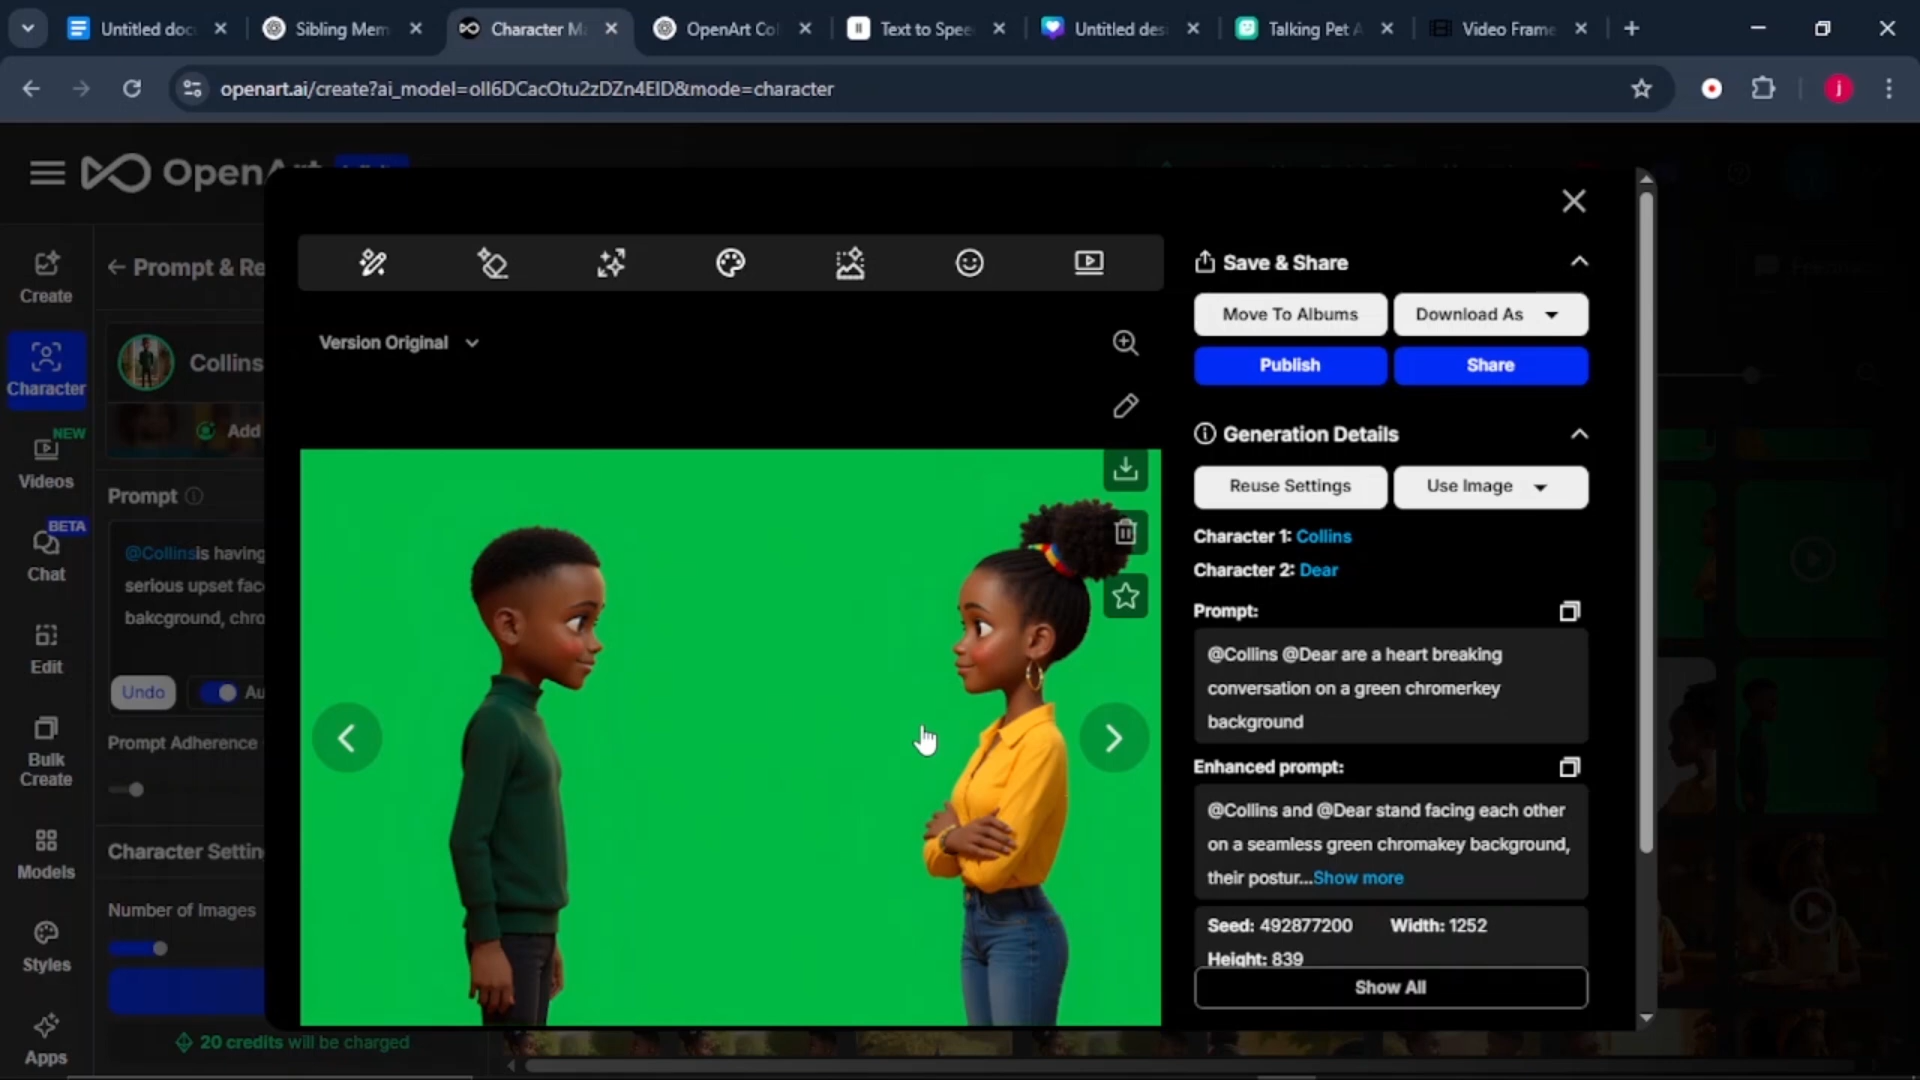 Untitled doc
Sibling Mem
Character Ma
OpenArt Col
Text to Spee
Untitled des
Talking Pet A
Video Frame
openart.ai/create?ai_model=oll6DCacOtu2zDZn4EID&mode=character
j
OpenArt
Create
Character
NEW
Videos
BETA
Chat
Edit
Bulk
Create
Models
Styles
Apps
Prompt & Re
Collins
Add
Prompt
@Collinsis having
serious upset fac
bakcground, chro
Undo
Au
Prompt Adherence
Character Settin
Number of Images
20 credits will be charged
Version Original
Save & Share
Move To Albums
Download As
Publish
Share
Generation Details
Reuse Settings
Use Image
Character 1: Collins
Character 2: Dear
Prompt:
@Collins @Dear are a heart breaking
conversation on a green chromerkey
background
Enhanced prompt:
@Collins and @Dear stand facing each other
on a seamless green chromakey background,
their postur...Show more
Seed: 492877200 Width: 1252
Height: 839
Show All